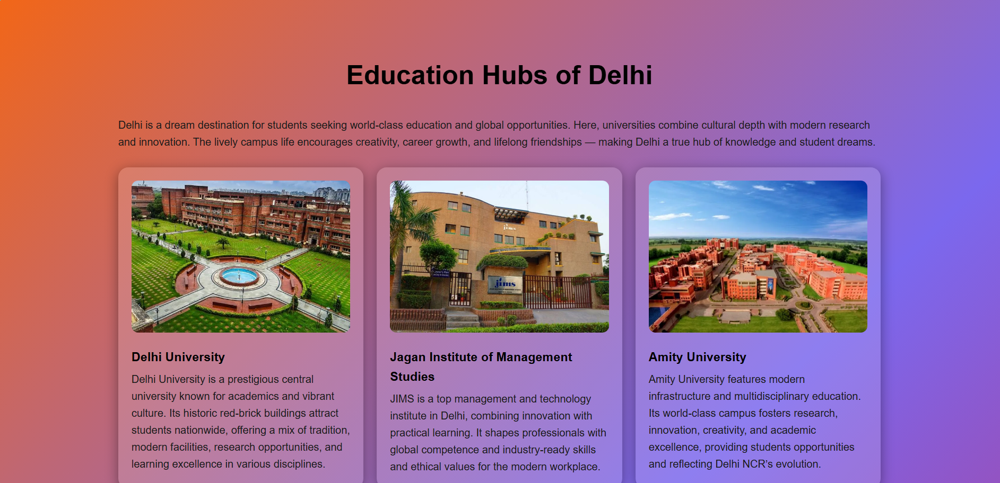 Education Hubs of Delhi
Delhi is a dream destination for students seeking world-class education and global opportunities. Here, universities combine cultural depth with modern research
and innovation. The lively campus life encourages creativity, career growth, and lifelong friendships — making Delhi a true hub of knowledge and student dreams.
jims
jims
Delhi University
Delhi University is a prestigious central
university known for academics and vibrant
culture. Its historic red-brick buildings attract
students nationwide, offering a mix of tradition,
modern facilities, research opportunities, and
learning excellence in various disciplines.
Jagan Institute of Management
Studies
JIMS is a top management and technology
institute in Delhi, combining innovation with
practical learning. It shapes professionals with
global competence and industry-ready skills
and ethical values for the modern workplace.
Amity University
Amity University features modern
infrastructure and multidisciplinary education.
Its world-class campus fosters research,
innovation, creativity, and academic
excellence, providing students opportunities
and reflecting Delhi NCR’s evolution.